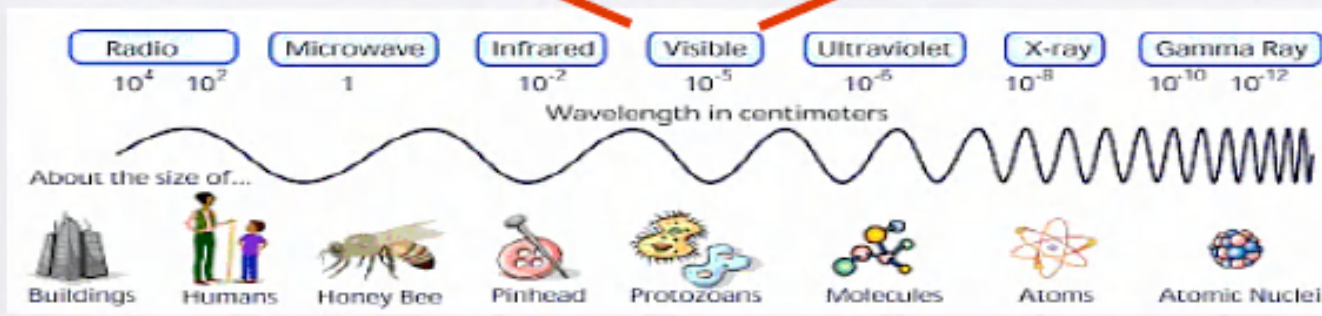 Radio Microwave Infrared Visible Ultraviolet X-ray Gamma Ray
10⁴ 10² 1 10⁻² 10⁻⁵ 10⁻⁶ 10⁻⁸ 10⁻¹⁰ 10⁻¹²
Wavelength in centimeters
About the size of...
Buildings Humans Honey Bee Pinhead Protozoans Molecules Atoms Atomic Nuclei